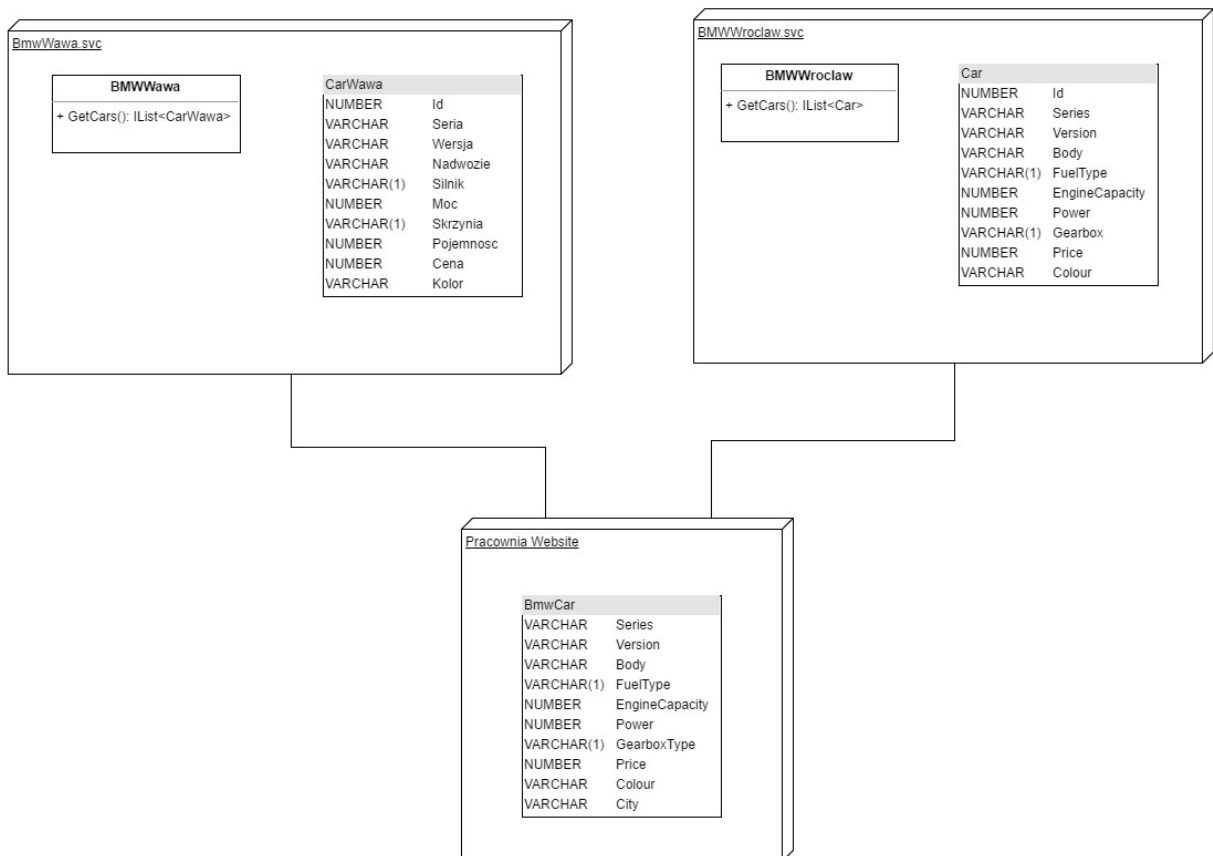 BmwWawa.svc
BMWWawa
+ GetCars(): IList<CarWawa>
CarWawa
NUMBER Id
VARCHAR Seria
VARCHAR Wersja
VARCHAR Nadwozie
VARCHAR(1) Silnik
NUMBER Moc
VARCHAR(1) Skrzynia
NUMBER Pojemnosc
NUMBER Cena
VARCHAR Kolor
BMWWroclaw.svc
BMWWroclaw
+ GetCars(): IList<Car>
Car
NUMBER Id
VARCHAR Series
VARCHAR Version
VARCHAR Body
VARCHAR(1) FuelType
NUMBER EngineCapacity
NUMBER Power
VARCHAR(1) Gearbox
NUMBER Price
VARCHAR Colour
Pracownia Website
BmwCar
VARCHAR Series
VARCHAR Version
VARCHAR Body
VARCHAR(1) FuelType
NUMBER EngineCapacity
NUMBER Power
VARCHAR(1) GearboxType
NUMBER Price
VARCHAR Colour
VARCHAR City